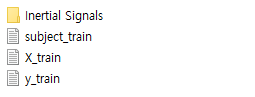 Inertial Signals
subject_train
X_train
y_train